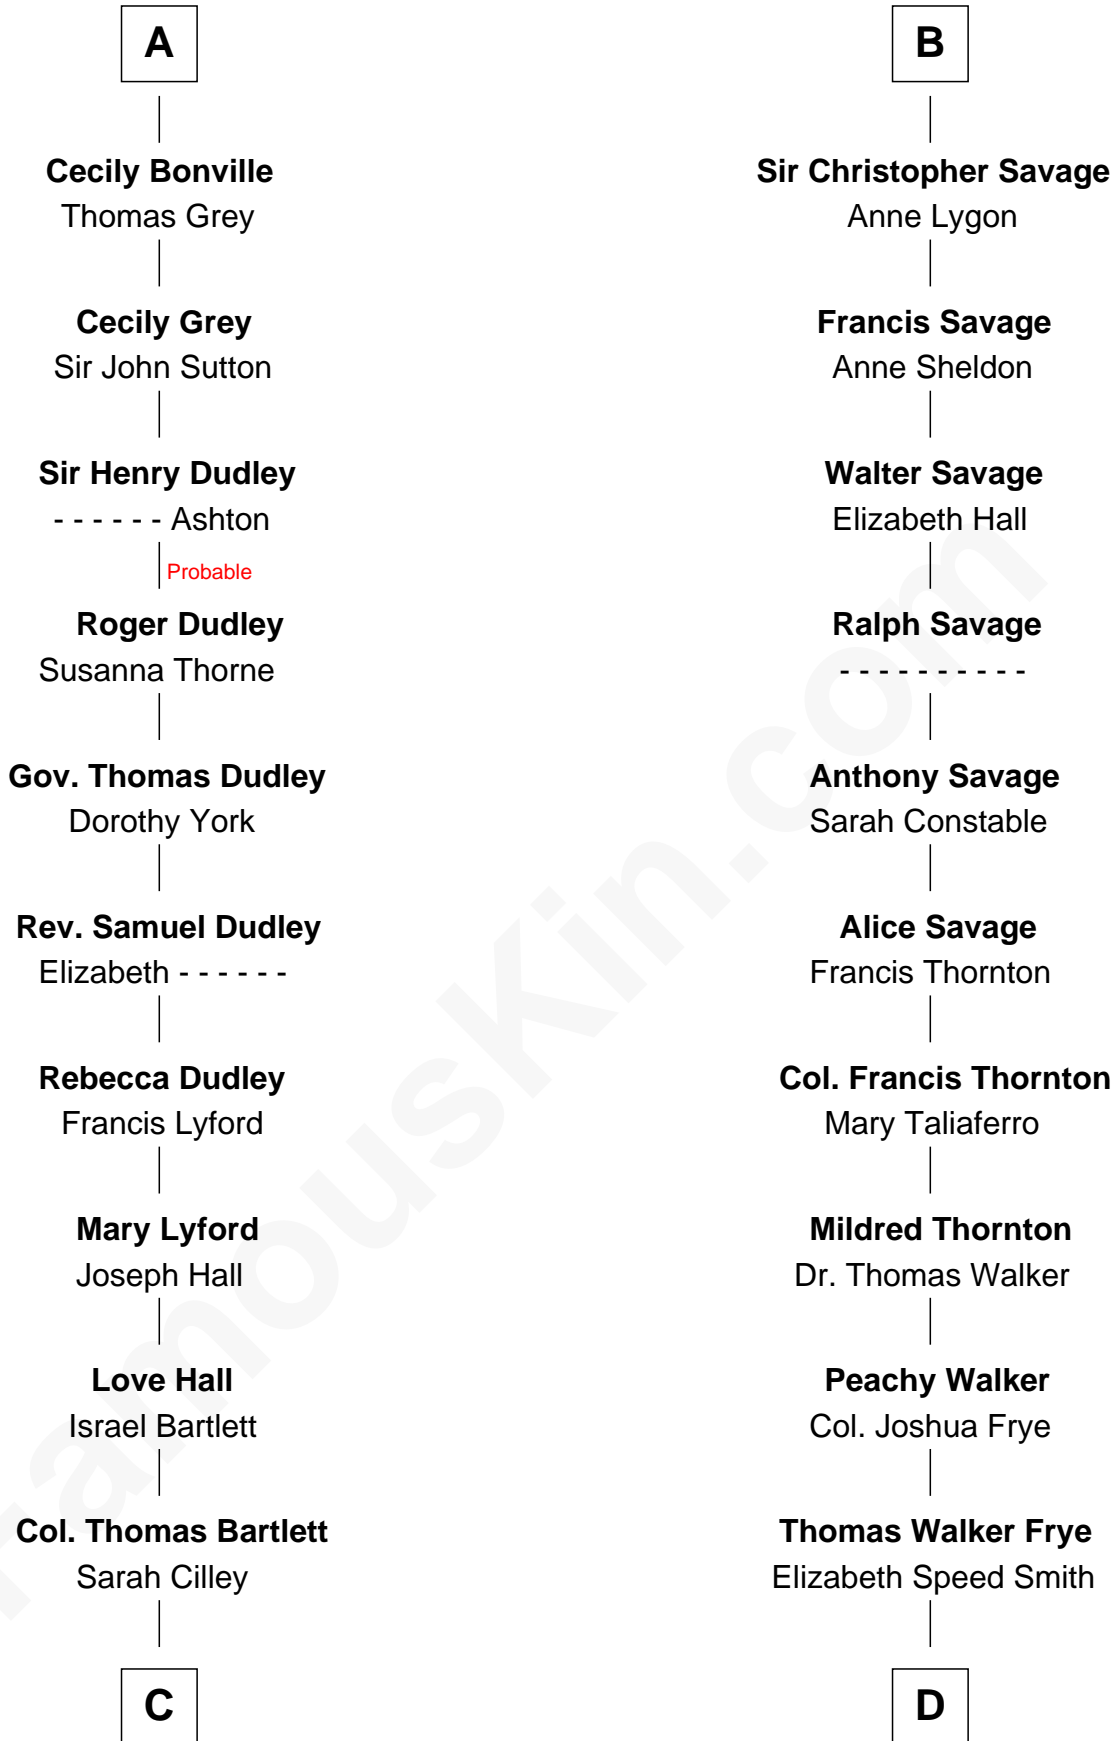 A
Cecily Bonville
Thomas Grey
Cecily Grey
Sir John Sutton
Sir Henry Dudley
- - - - - - Ashton
Probable
Roger Dudley
Susanna Thorne
Gov. Thomas Dudley
Dorothy York
Rev. Samuel Dudley
Elizabeth - - - - - -
Rebecca Dudley
Francis Lyford
Mary Lyford
Joseph Hall
Love Hall
Israel Bartlett
Col. Thomas Bartlett
Sarah Cilley
C
B
Sir Christopher Savage
Anne Lygon
Francis Savage
Anne Sheldon
Walter Savage
Elizabeth Hall
Ralph Savage
- - - - - - - - - -
Anthony Savage
Sarah Constable
Alice Savage
Francis Thornton
Col. Francis Thornton
Mary Taliaferro
Mildred Thornton
Dr. Thomas Walker
Peachy Walker
Col. Joshua Frye
Thomas Walker Frye
Elizabeth Speed Smith
D
FamousKin.com